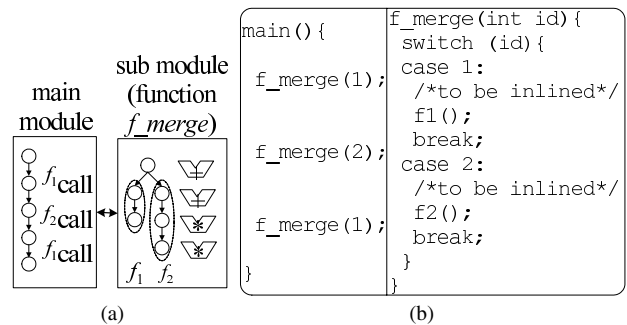 main
module
sub module
(function
f_merge)
f1call
f2call
f1call
+
+
*
*
f1 f2
(a)
main(){
f_merge(1);
f_merge(2);
f_merge(1);
}
f_merge(int id){
switch (id){
case 1:
/*to be inlined*/
f1();
break;
case 2:
/*to be inlined*/
f2();
break;
}
}
(b)